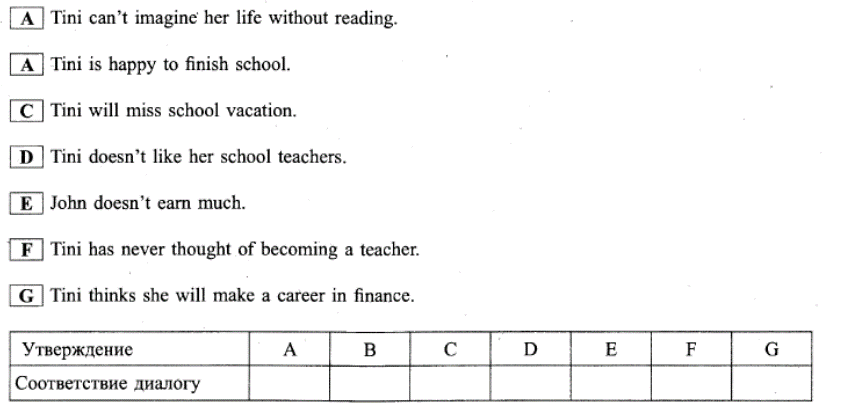 A Tini can't imagine her life without reading.
A Tini is happy to finish school.
C Tini will miss school vacation.
D Tini doesn't like her school teachers.
E John doesn't earn much.
F Tini has never thought of becoming a teacher.
G Tini thinks she will make a career in finance.
Утверждение A B C D E F G
Соответствие диалогу